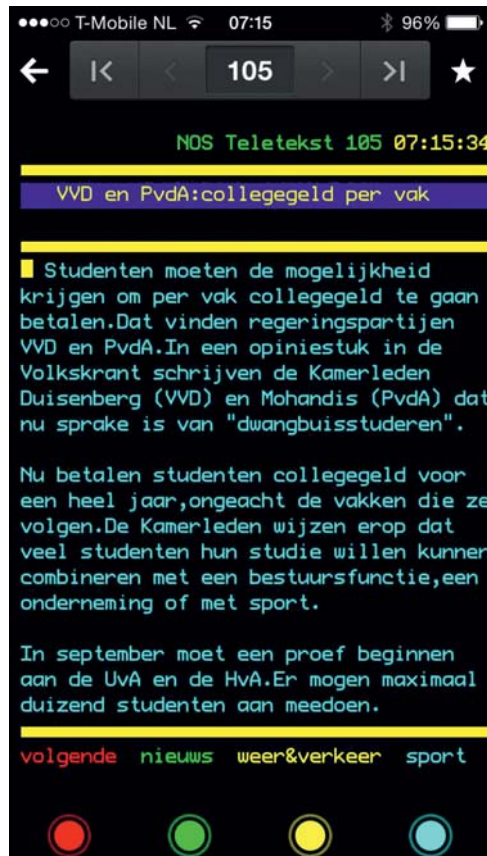 T-Mobile NL 07:15 96%
105
NOS Teletekst 105 07:15:34
VVD en PvdA:collegegeld per vak
Studenten moeten de mogelijkheid
krijgen om per vak collegegeld te gaan
betalen.Dat vinden regeringspartijen
VVD en PvdA.In een opiniestuk in de
Volkskrant schrijven de Kamerleden
Duisenberg (VVD) en Mohandis (PvdA) dat
nu sprake is van "dwangbuisstuderen".
Nu betalen studenten collegegeld voor
een heel jaar,ongeacht de vakken die ze
volgen.De Kamerleden wijzen erop dat
veel studenten hun studie willen kunnen
combineren met een bestuursfunctie,een
onderneming of met sport.
In september moet een proef beginnen
aan de UvA en de HvA.Er mogen maximaal
duizend studenten aan meedoen.
volgende nieuws weer&verkeer sport